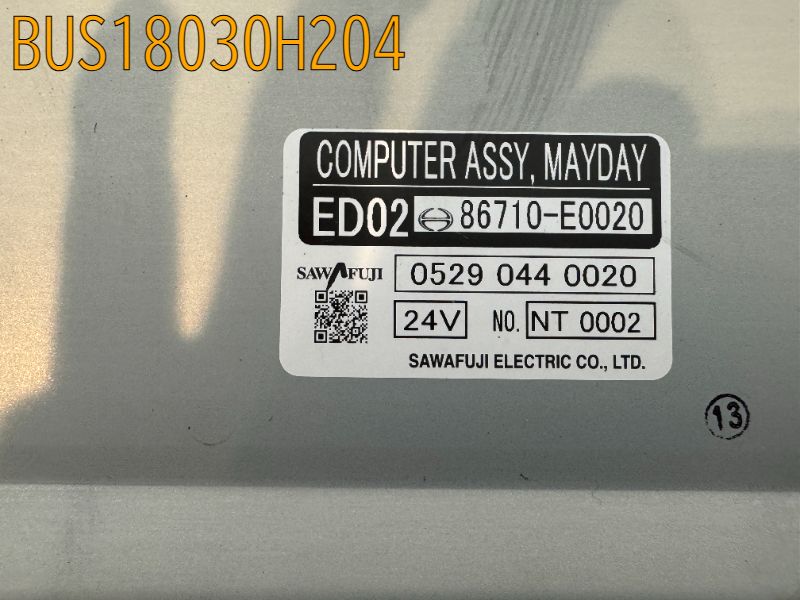 BUS18030H204
COMPUTER ASSY, MAYDAY
ED02 86710-E0020
SAWAFUJI 0529 044 0020
24V NO. NT 0002
SAWAFUJI ELECTRIC CO., LTD.
13